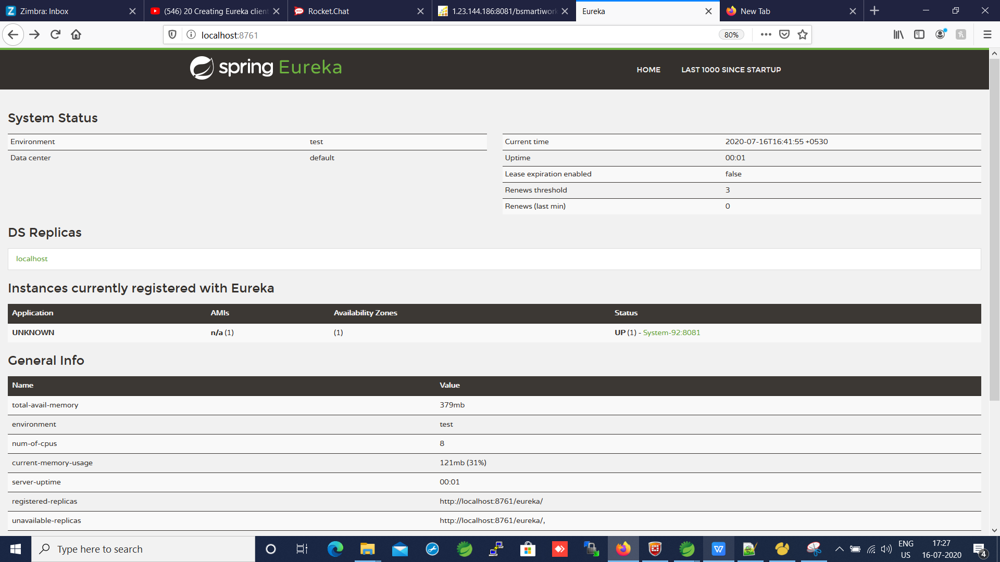 Zimbra: Inbox
(546) 20 Creating Eureka client
Rocket.Chat
1.23.144.186:8081/bsmartiwork
Eureka
New Tab
localhost:8761
80%
spring Eureka
HOME
LAST 1000 SINCE STARTUP
System Status
Environment test
Data center default
Current time 2020-07-16T16:41:55 +0530
Uptime 00:01
Lease expiration enabled false
Renews threshold 3
Renews (last min) 0
DS Replicas
localhost
Instances currently registered with Eureka
Application AMIs Availability Zones Status
UNKNOWN n/a (1) (1) UP (1) - System-92:8081
General Info
Name Value
total-avail-memory 379mb
environment test
num-of-cpus 8
current-memory-usage 121mb (31%)
server-uptime 00:01
registered-replicas http://localhost:8761/eureka/
unavailable-replicas http://localhost:8761/eureka/,
Type here to search
ENG
US
17:27
16-07-2020
4